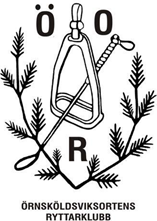 Ö O
R
ÖRNSKÖLDSVIKSORTENS
RYTTARKLUBB